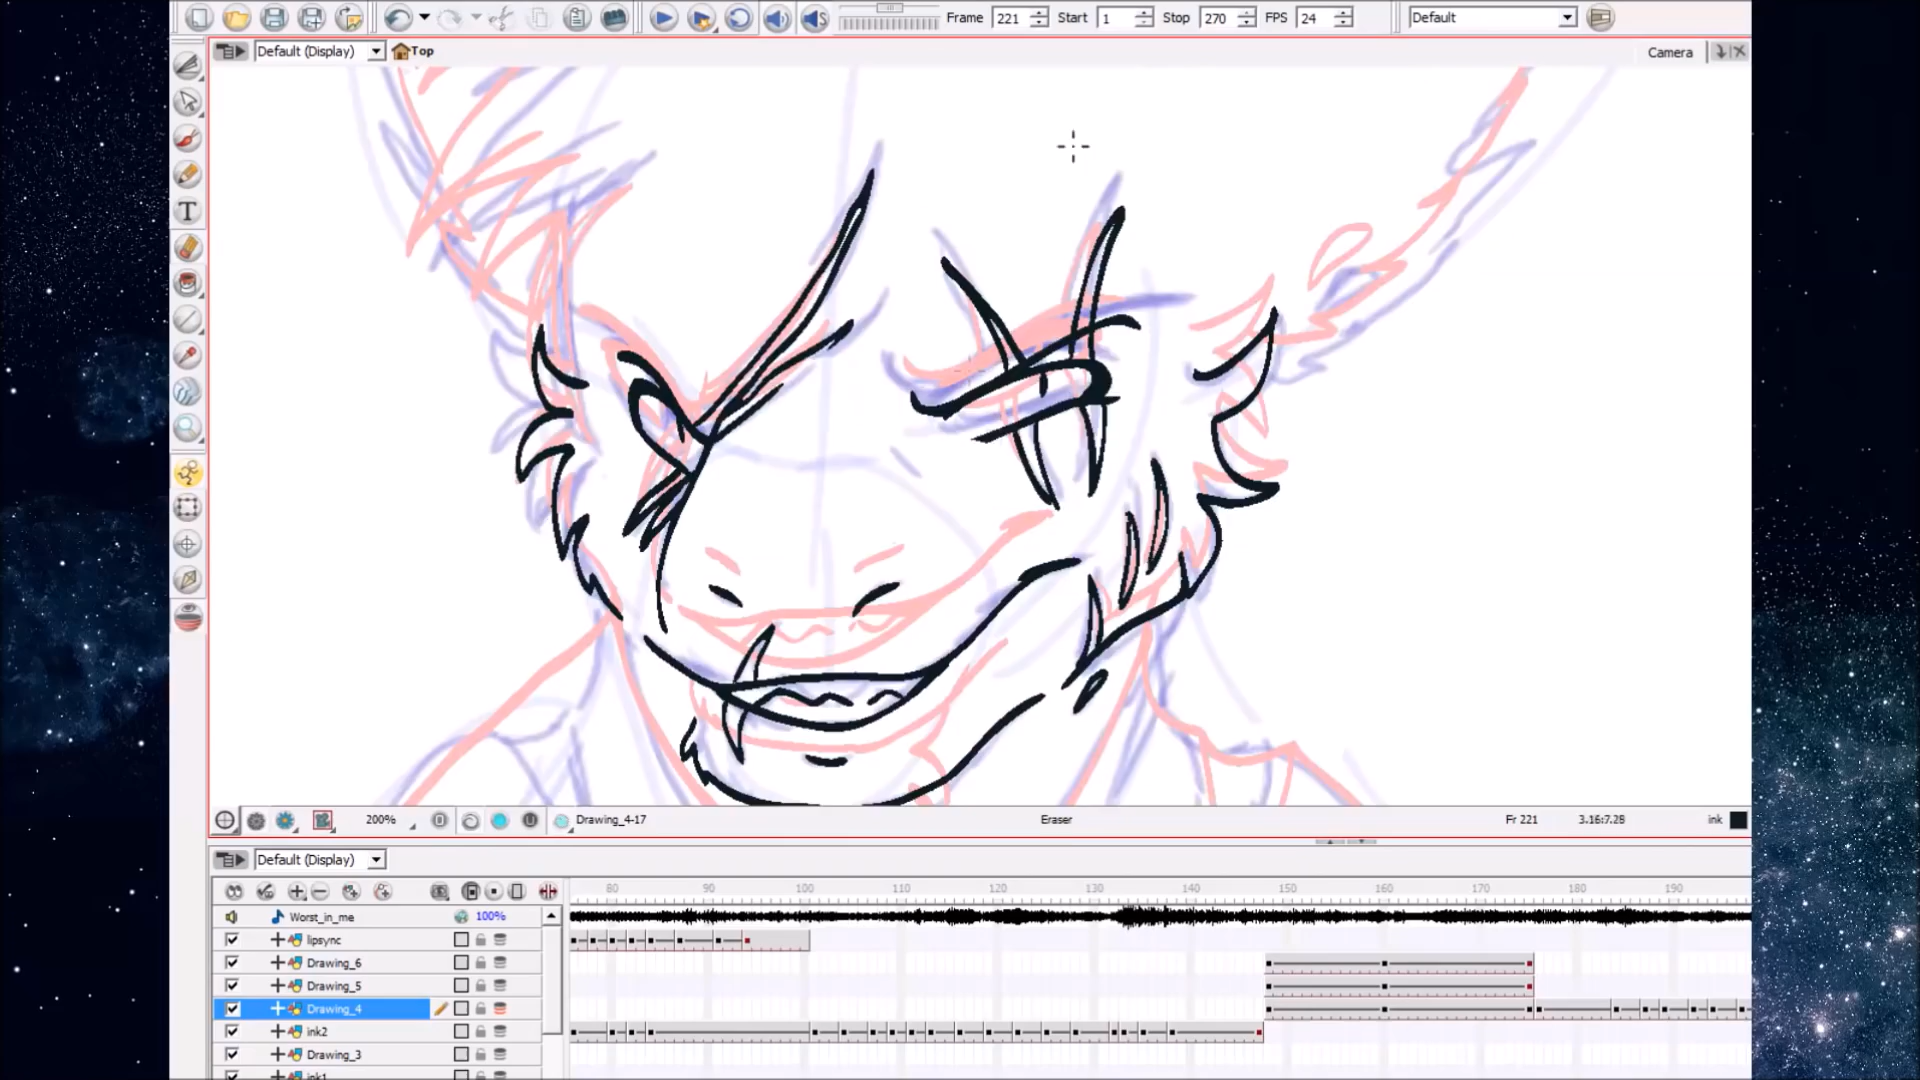 Frame 221 Start 1 Stop 270 FPS 24 Default
Default (Display) Top Camera
T
200% Drawing_4-17 Eraser Fr 221 3.16:7.28 ink
Default (Display)
80 90 100 110 120 130 140 150 160 170 180 190
Worst_in_me 100%
lipsync
Drawing_6
Drawing_5
Drawing_4
ink2
Drawing_3
ink1